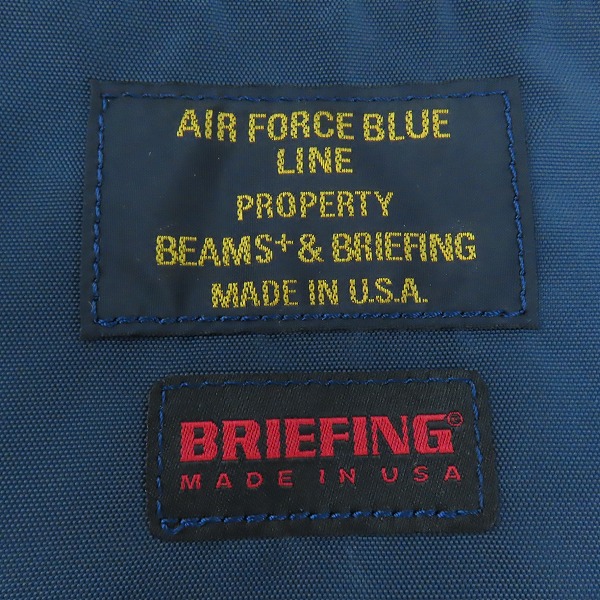 AIR FORCE BLUE
LINE
PROPERTY
BEAMS+ & BRIEFING
MADE IN U.S.A.
BRIEFING®
MADE IN USA